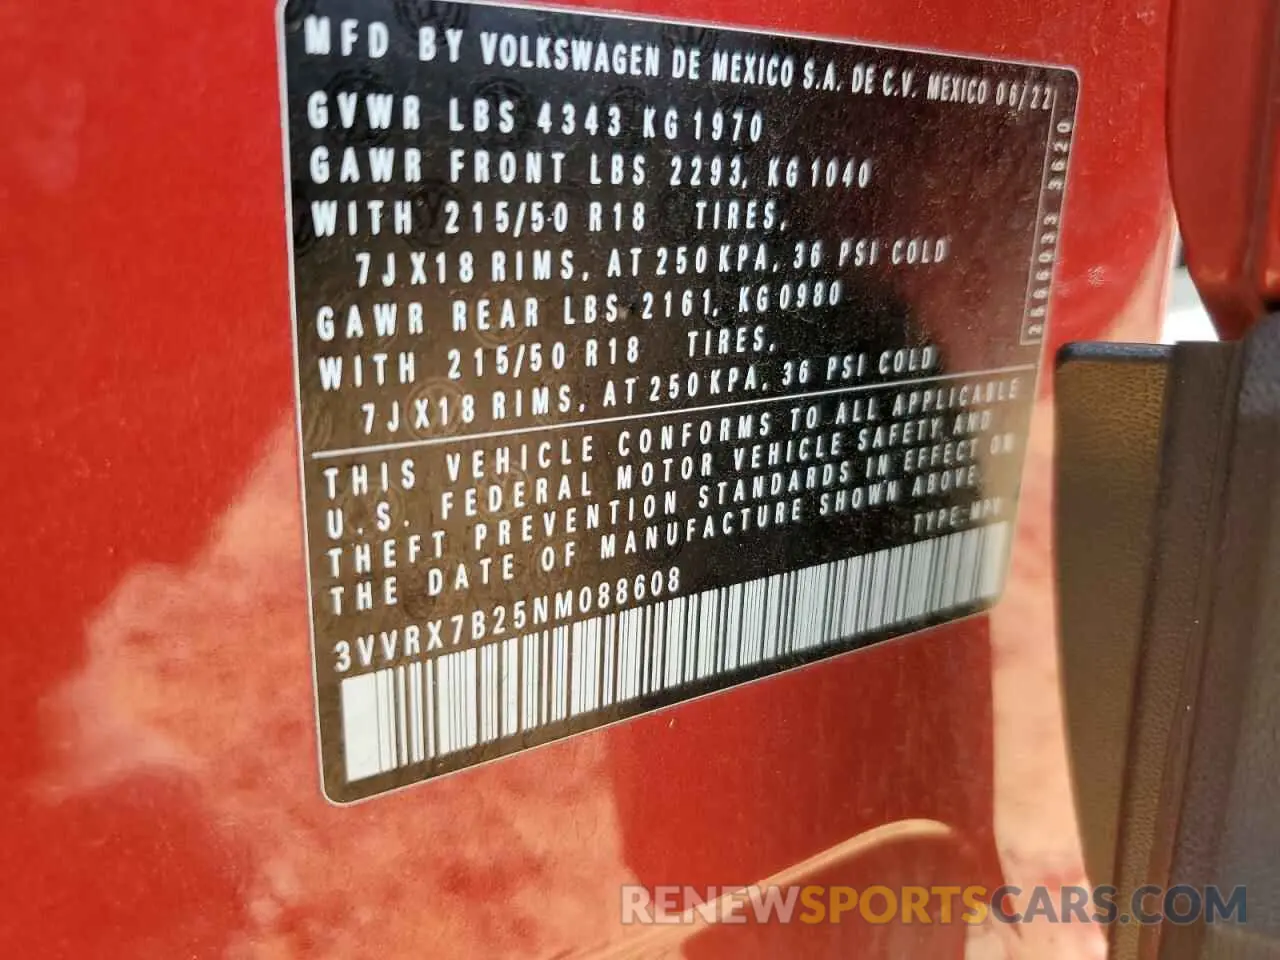 MFD BY VOLKSWAGEN DE MEXICO S.A. DE C.V. MEXICO 06/22
GVWR LBS 4343 KG 1970
GAWR FRONT LBS 2293, KG 1040
WITH 215/50 R18 TIRES,
7JX18 RIMS, AT 250 KPA, 36 PSI COLD
GAWR REAR LBS 2161, KG 0980
WITH 215/50 R18 TIRES,
7JX18 RIMS, AT 250 KPA, 36 PSI COLD
THIS VEHICLE CONFORMS TO ALL APPLICABLE
U.S. FEDERAL MOTOR VEHICLE SAFETY AND
THEFT PREVENTION STANDARDS IN EFFECT ON
THE DATE OF MANUFACTURE SHOWN ABOVE.
TYPE: MPV
3VVRX7B25NM088608
3620
RENEWSPORTSCARS.COM